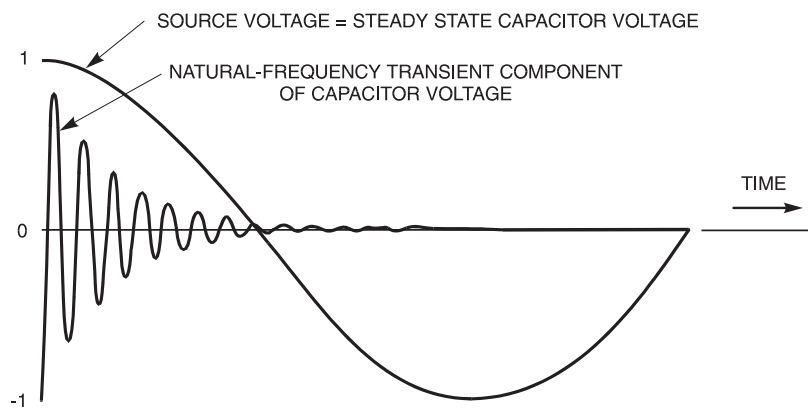 SOURCE VOLTAGE = STEADY STATE CAPACITOR VOLTAGE
1
NATURAL-FREQUENCY TRANSIENT COMPONENT
OF CAPACITOR VOLTAGE
TIME
0
-1